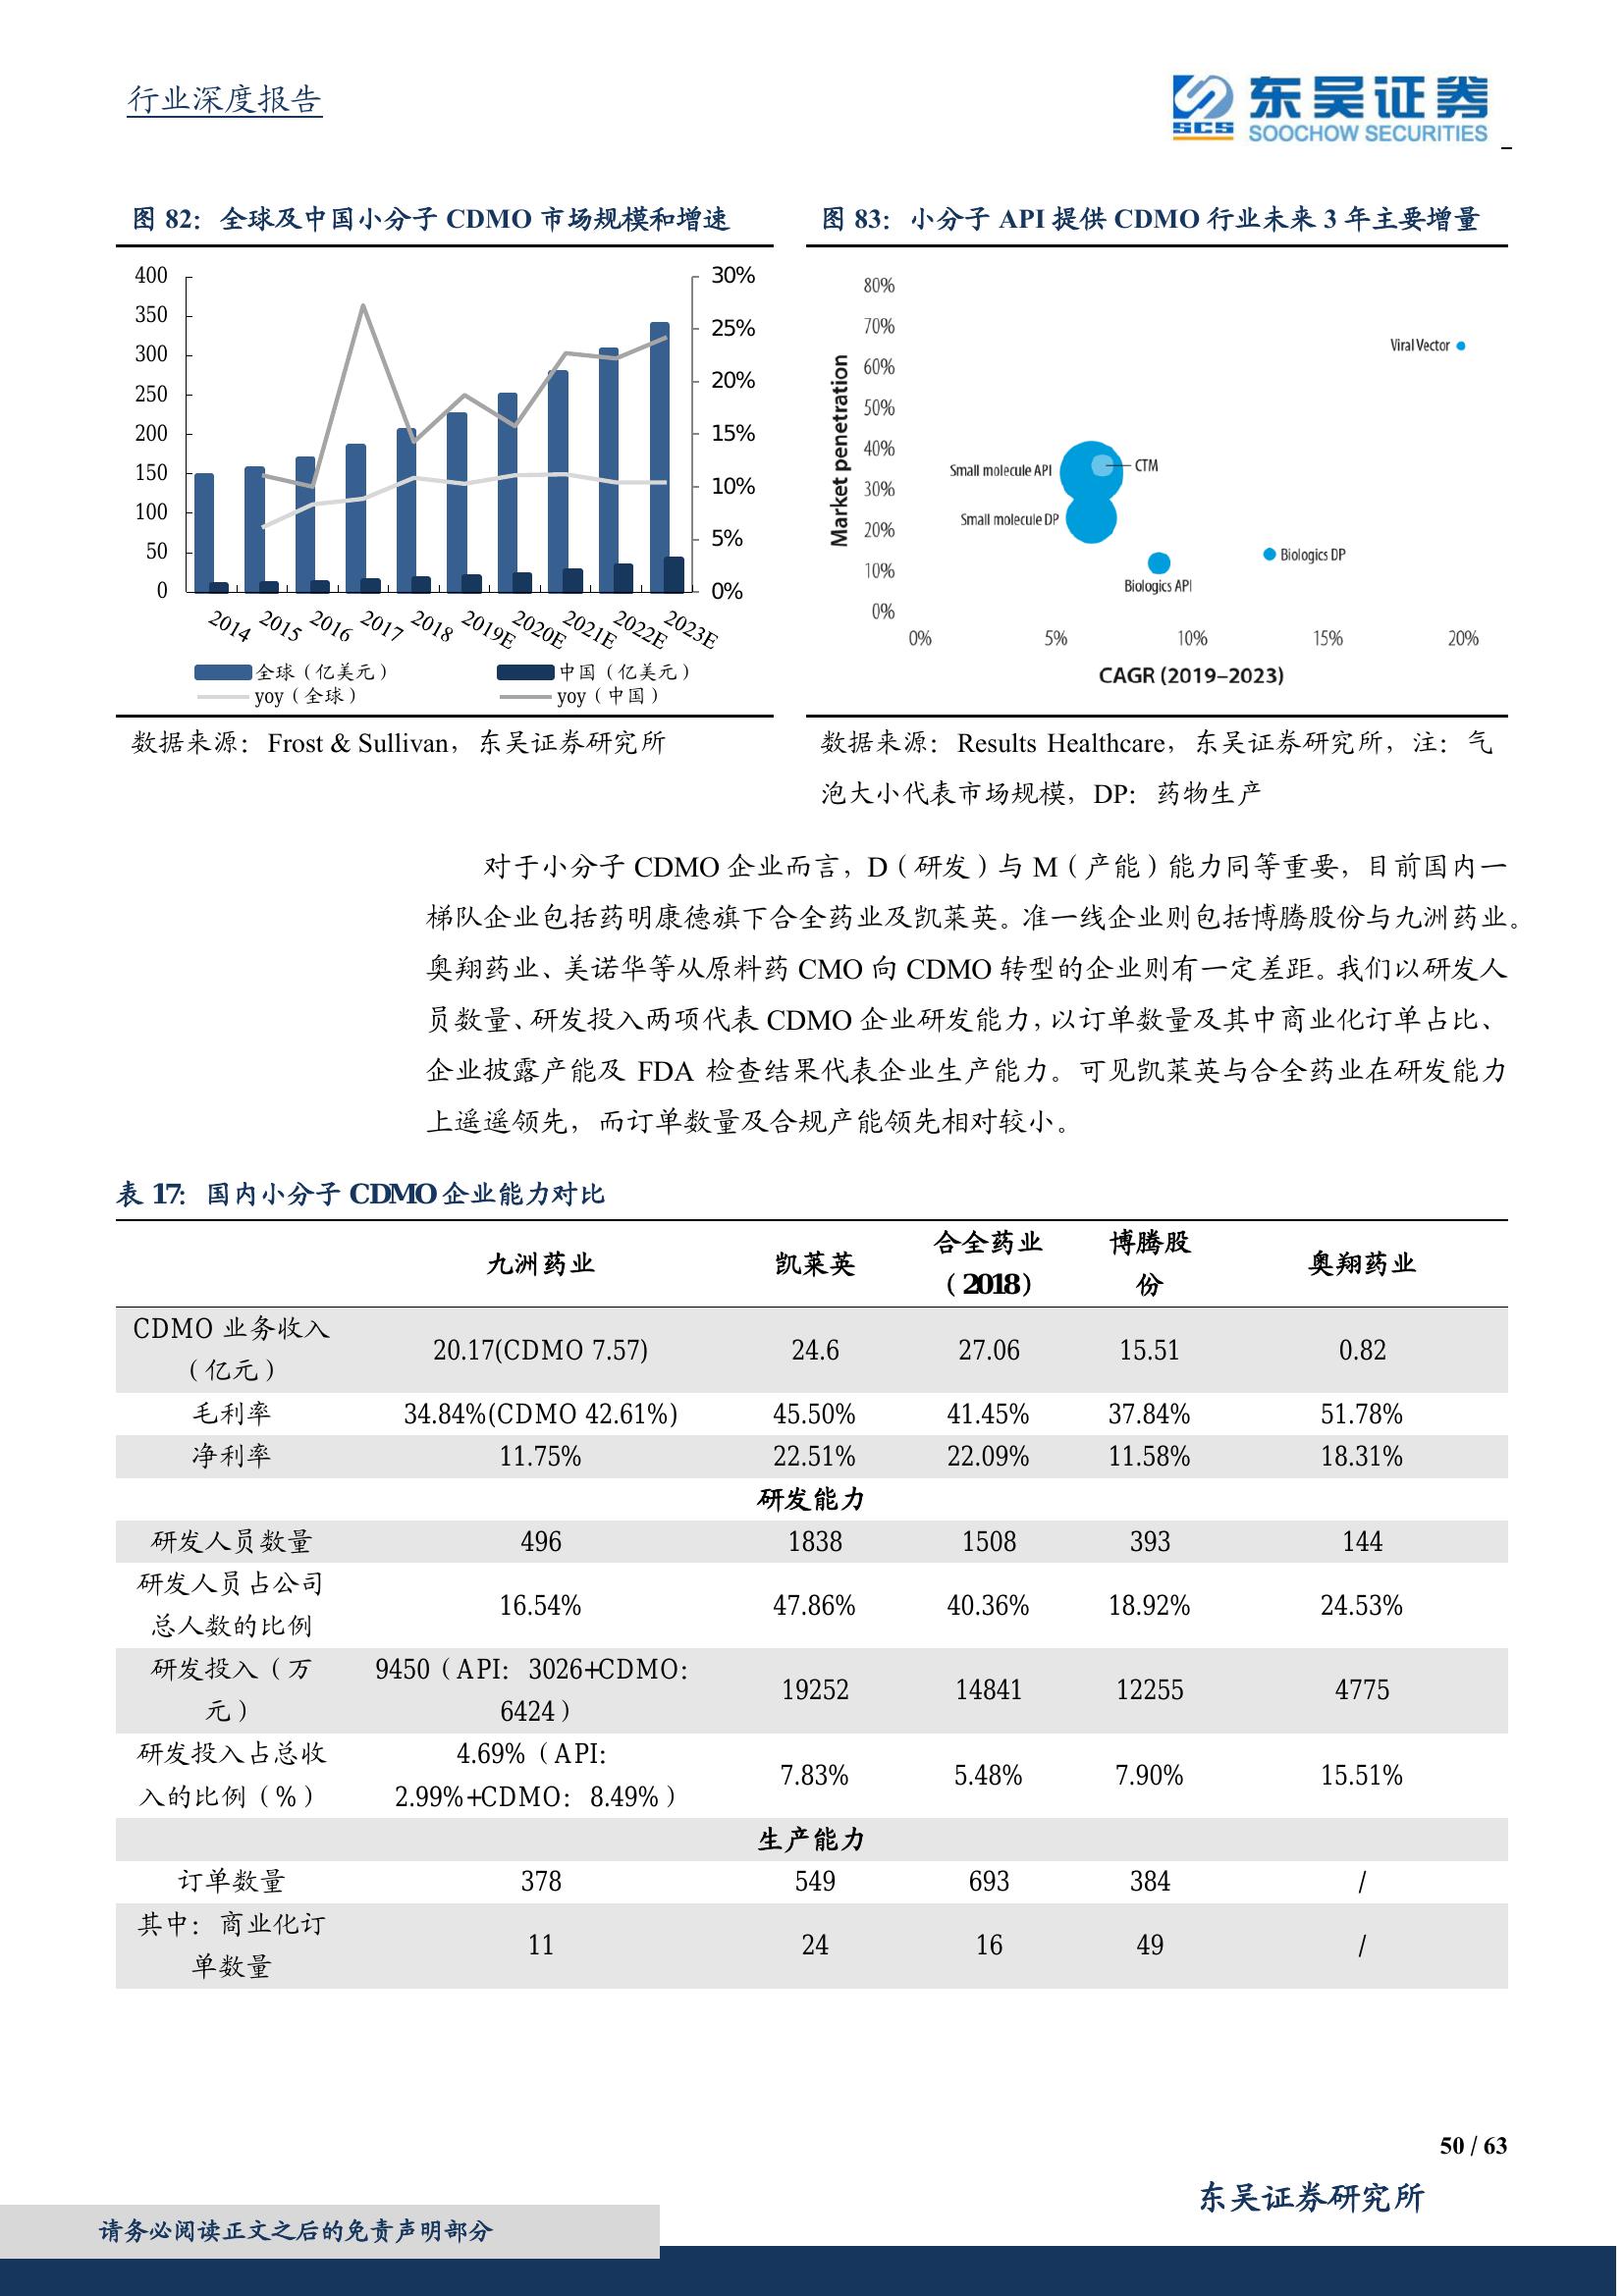 行业深度报告
SCS 东吴证券
SOOCHOW SECURITIES
图 82：全球及中国小分子 CDMO 市场规模和增速
400
350
300
250
200
150
100
50
0
30%
25%
20%
15%
10%
5%
0%
2014 2015 2016 2017 2018 2019E 2020E 2021E 2022E 2023E
全球（亿美元） 中国（亿美元）
yoy（全球） yoy（中国）
数据来源：Frost & Sullivan，东吴证券研究所
图 83：小分子 API 提供 CDMO 行业未来 3 年主要增量
Market penetration
80%
70%
60%
50%
40%
30%
20%
10%
0%
Viral Vector
Small molecule API
CTM
Small molecule DP
Biologics DP
Biologics API
0% 5% 10% 15% 20%
CAGR (2019–2023)
数据来源：Results Healthcare，东吴证券研究所，注：气
泡大小代表市场规模，DP：药物生产
对于小分子 CDMO 企业而言，D（研发）与 M（产能）能力同等重要，目前国内一
梯队企业包括药明康德旗下合全药业及凯莱英。准一线企业则包括博腾股份与九洲药业。
奥翔药业、美诺华等从原料药 CMO 向 CDMO 转型的企业则有一定差距。我们以研发人
员数量、研发投入两项代表 CDMO 企业研发能力，以订单数量及其中商业化订单占比、
企业披露产能及 FDA 检查结果代表企业生产能力。可见凯莱英与合全药业在研发能力
上遥遥领先，而订单数量及合规产能领先相对较小。
表 17：国内小分子 CDMO 企业能力对比
九洲药业 凯莱英 合全药业（2018） 博腾股份 奥翔药业
CDMO 业务收入（亿元） 20.17(CDMO 7.57) 24.6 27.06 15.51 0.82
毛利率 34.84%(CDMO 42.61%) 45.50% 41.45% 37.84% 51.78%
净利率 11.75% 22.51% 22.09% 11.58% 18.31%
研发能力
研发人员数量 496 1838 1508 393 144
研发人员占公司总人数的比例 16.54% 47.86% 40.36% 18.92% 24.53%
研发投入（万元） 9450（API：3026+CDMO：6424） 19252 14841 12255 4775
研发投入占总收入的比例（%） 4.69%（API：2.99%+CDMO：8.49%） 7.83% 5.48% 7.90% 15.51%
生产能力
订单数量 378 549 693 384 /
其中：商业化订单数量 11 24 16 49 /
50 / 63
东吴证券研究所
请务必阅读正文之后的免责声明部分